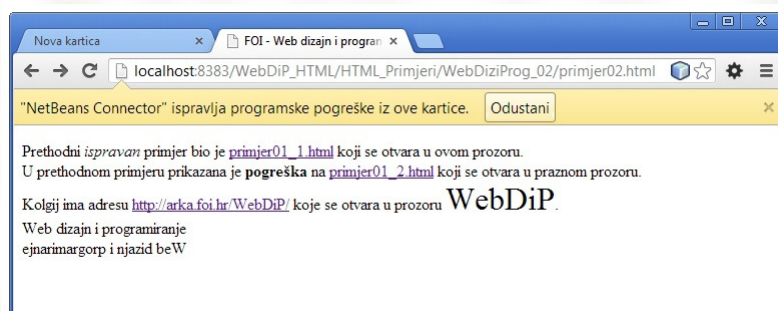 Nova kartica
FOI - Web dizajn i progran
localhost:8383/WebDiP_HTML/HTML_Primjeri/WebDiziProg_02/primjer02.html
"NetBeans Connector" ispravlja programske pogreške iz ove kartice. Odustani
Prethodni ispravan primjer bio je primjer01_1.html koji se otvara u ovom prozoru.
U prethodnom primjeru prikazana je pogreška na primjer01_2.html koji se otvara u praznom prozoru.
Kolgij ima adresu http://arka.foi.hr/WebDiP/ koje se otvara u prozoru WebDiP.
Web dizajn i programiranje
ejnarimargorp i njazid beW